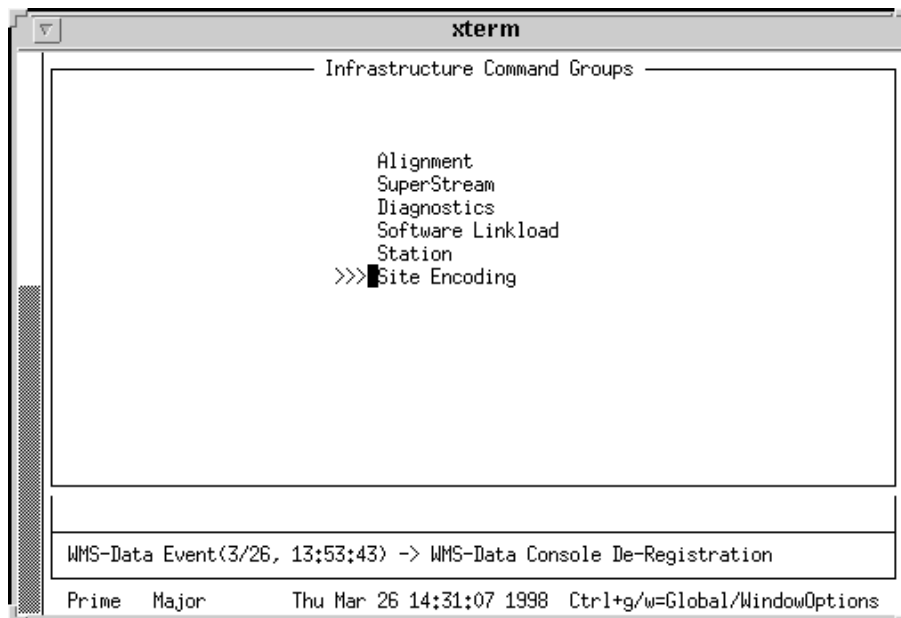 xterm
Infrastructure Command Groups
Alignment
SuperStream
Diagnostics
Software Linkload
Station
>>> Site Encoding
WMS-Data Event(3/26, 13:53:43) -> WMS-Data Console De-Registration
Prime Major Thu Mar 26 14:31:07 1998 Ctrl+g/w=Global/WindowOptions